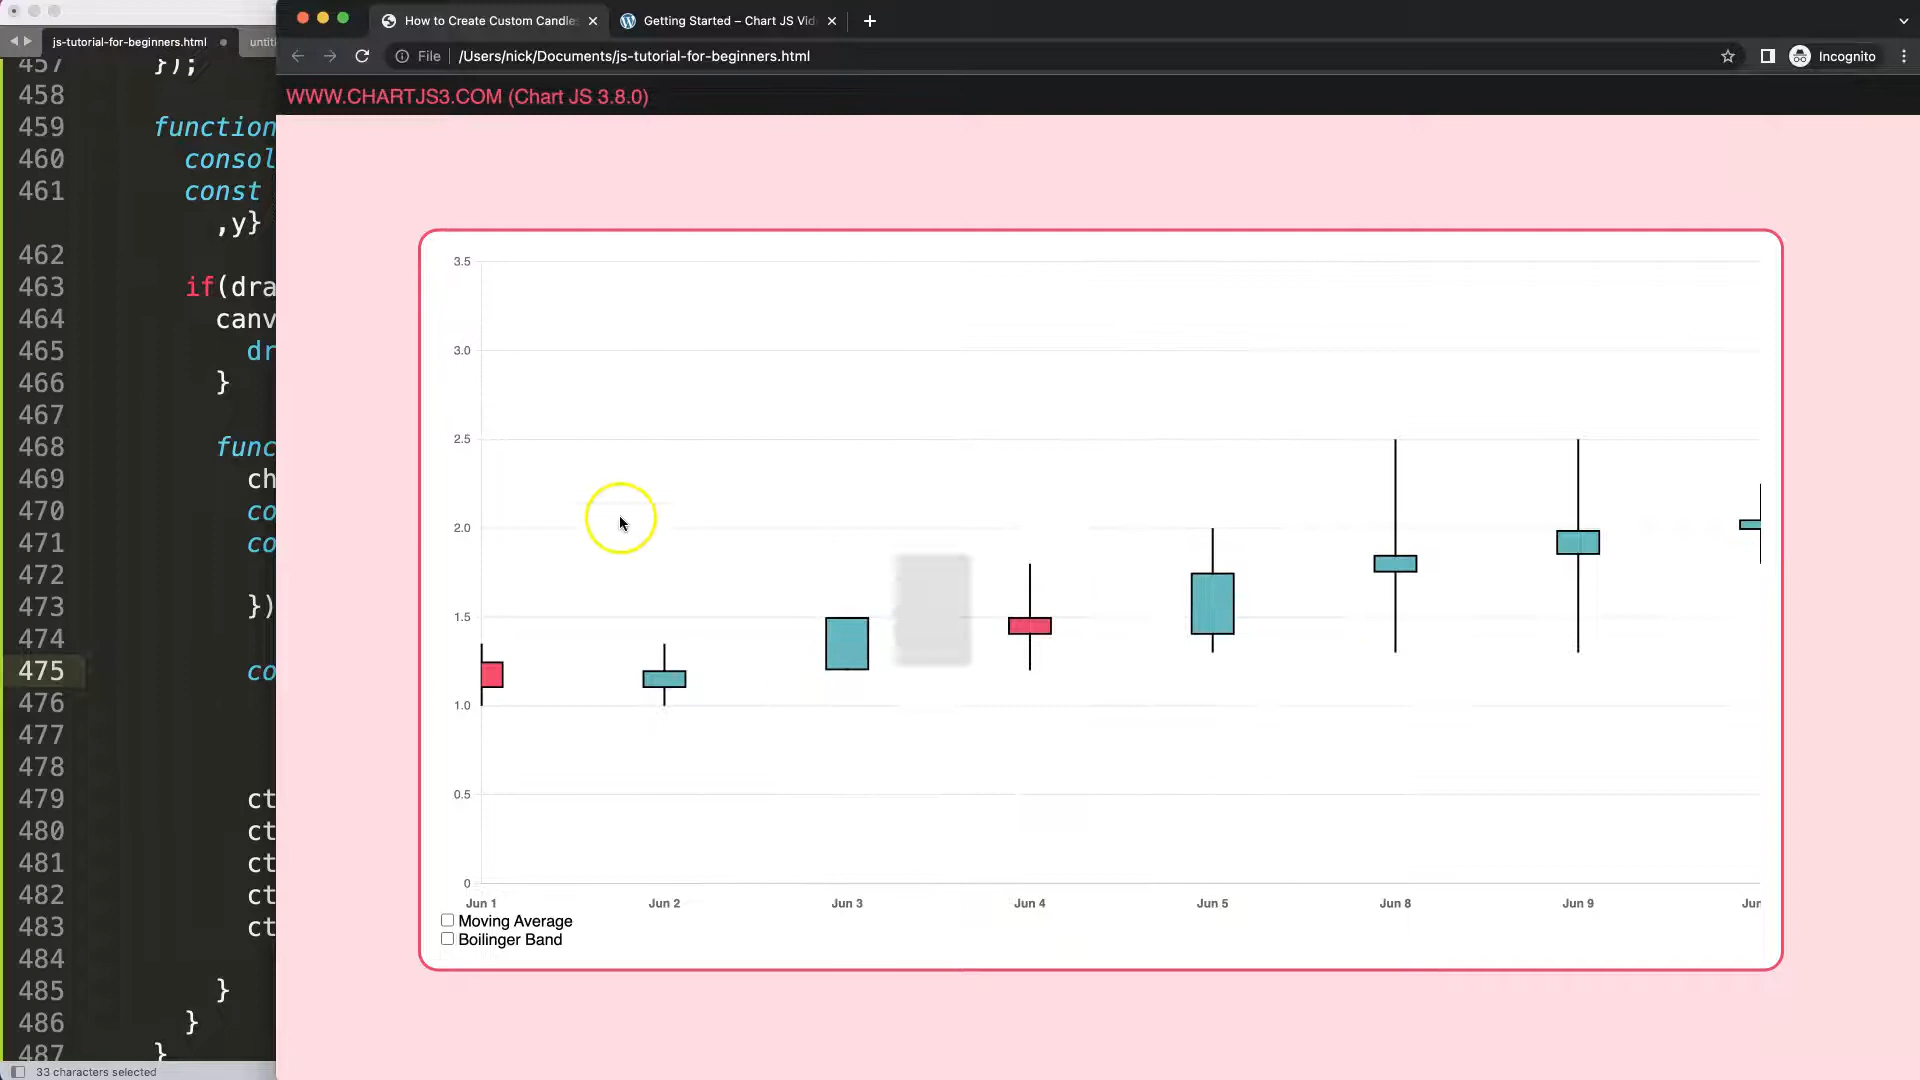 js-tutorial-for-beginners.html
How to Create Custom Candles
Getting Started – Chart JS Vid
File /Users/nick/Documents/js-tutorial-for-beginners.html
Incognito
WWW.CHARTJS3.COM (Chart JS 3.8.0)
457 });
458
459 function
460 consol
461 const
,y}
462
463 if(dra
464 canv
465 dr
466 }
467
468 func
469 ch
470 co
471 co
472
473 })
474
475 co
476
477
478
479 ct
480 ct
481 ct
482 ct
483 ct
484
485 }
486 }
487 }
33 characters selected
3.5
3.0
2.5
2.0
1.5
1.0
0.5
0
Jun 1 Jun 2 Jun 3 Jun 4 Jun 5 Jun 8 Jun 9 Jun
Moving Average
Boilinger Band